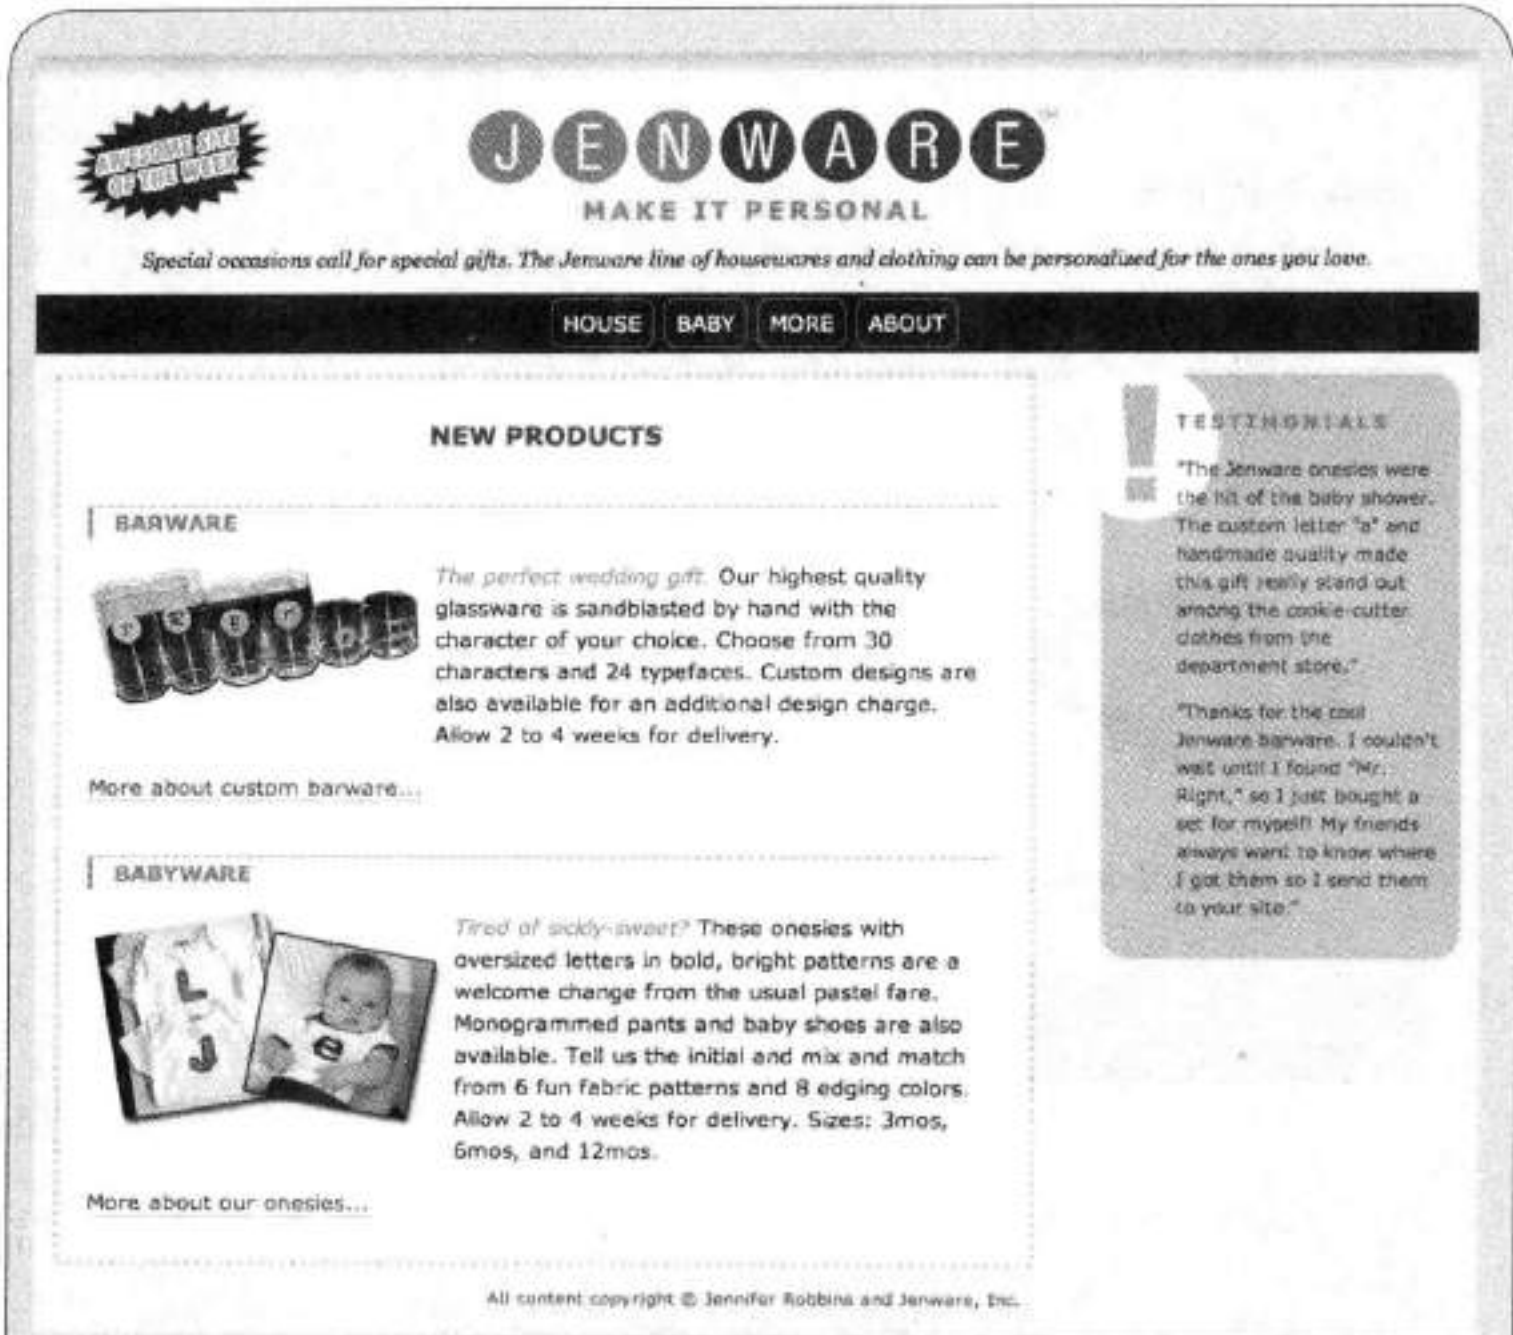 AWESOME SITE
OF THE WEEK
JENWARE™
MAKE IT PERSONAL
Special occasions call for special gifts. The Jenware line of housewares and clothing can be personalized for the ones you love.
HOUSE BABY MORE ABOUT
NEW PRODUCTS
BARWARE
The perfect wedding gift. Our highest quality
glassware is sandblasted by hand with the
character of your choice. Choose from 30
characters and 24 typefaces. Custom designs are
also available for an additional design charge.
Allow 2 to 4 weeks for delivery.
More about custom barware...
BABYWARE
L
J
a
Tired of sickly-sweet? These onesies with
oversized letters in bold, bright patterns are a
welcome change from the usual pastel fare.
Monogrammed pants and baby shoes are also
available. Tell us the initial and mix and match
from 6 fun fabric patterns and 8 edging colors.
Allow 2 to 4 weeks for delivery. Sizes: 3mos,
6mos, and 12mos.
More about our onesies...
!
TESTIMONIALS
"The Jenware onesies were
the hit of the baby shower.
The custom letter "a" and
handmade quality made
this gift really stand out
among the cookie-cutter
clothes from the
department store."
"Thanks for the cool
Jenware barware. I couldn't
wait until I found "Mr.
Right," so I just bought a
set for myself! My friends
always want to know where
I got them so I send them
to your site."
All content copyright © Jennifer Robbins and Jenware, Inc.